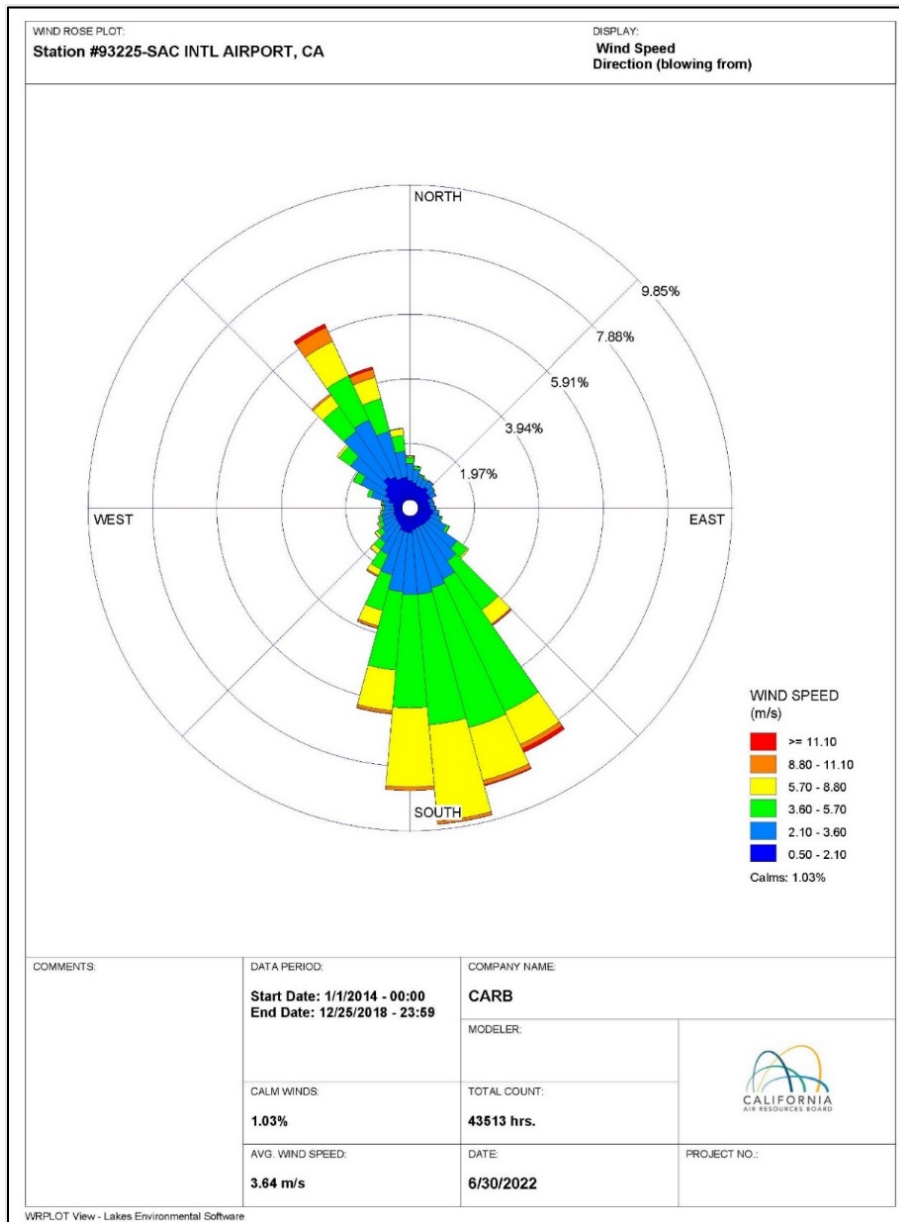 WIND ROSE PLOT:
Station #93225-SAC INTL AIRPORT, CA
DISPLAY:
Wind Speed
Direction (blowing from)
NORTH
9.85%
7.88%
5.91%
3.94%
1.97%
WEST
EAST
SOUTH
WIND SPEED
(m/s)
>= 11.10
8.80 - 11.10
5.70 - 8.80
3.60 - 5.70
2.10 - 3.60
0.50 - 2.10
Calms: 1.03%
COMMENTS:
DATA PERIOD:
Start Date: 1/1/2014 - 00:00
End Date: 12/25/2018 - 23:59
COMPANY NAME:
CARB
MODELER:
CALM WINDS:
1.03%
TOTAL COUNT:
43513 hrs.
CALIFORNIA
AIR RESOURCES BOARD
AVG. WIND SPEED:
3.64 m/s
DATE:
6/30/2022
PROJECT NO.:
WRPLOT View - Lakes Environmental Software